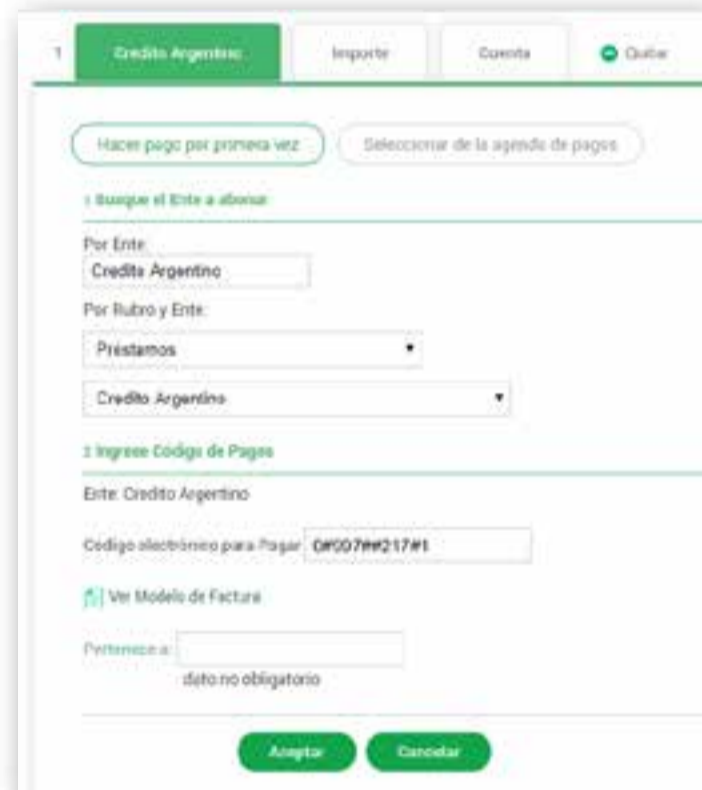 1 Credito Argentino Importe Cuenta Quitar
Hacer pago por primera vez Seleccionar de la agenda de pagos
1 Busque el Ente a abonar
Por Ente:
Credito Argentino
Por Rubro y Ente:
Préstamos
Credito Argentino
2 Ingrese Código de Pagos
Ente: Credito Argentino
Código electrónico para Pagar:
Ver Modelo de Factura
Pertenece a:
dato no obligatorio
Aceptar Cancelar